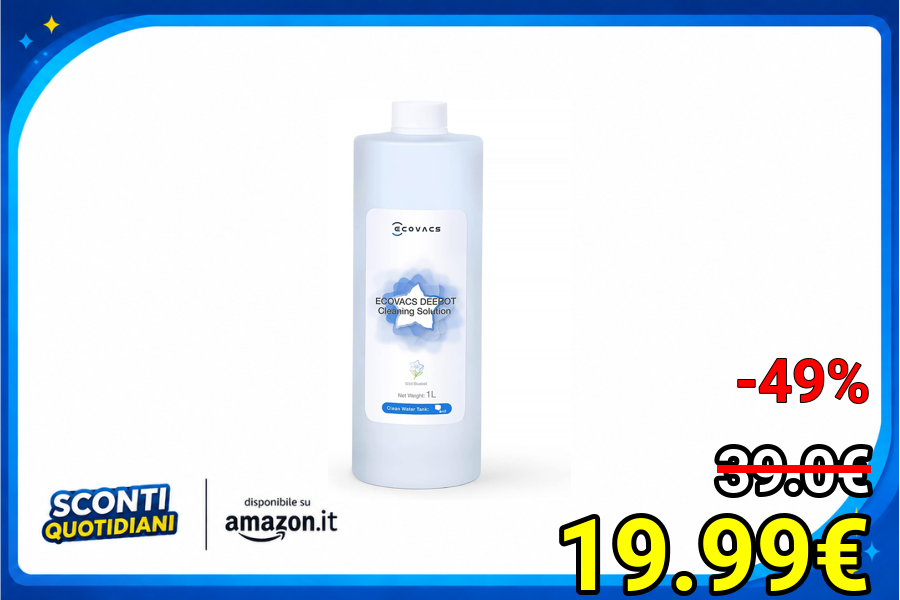 ECOVACS
ECOVACS DEEBOT
Cleaning Solution
Net Weight: 1L
Clean Water Tank:
-49%
39.0€
19.99€
SCONTI
QUOTIDIANI
disponibile su
amazon.it